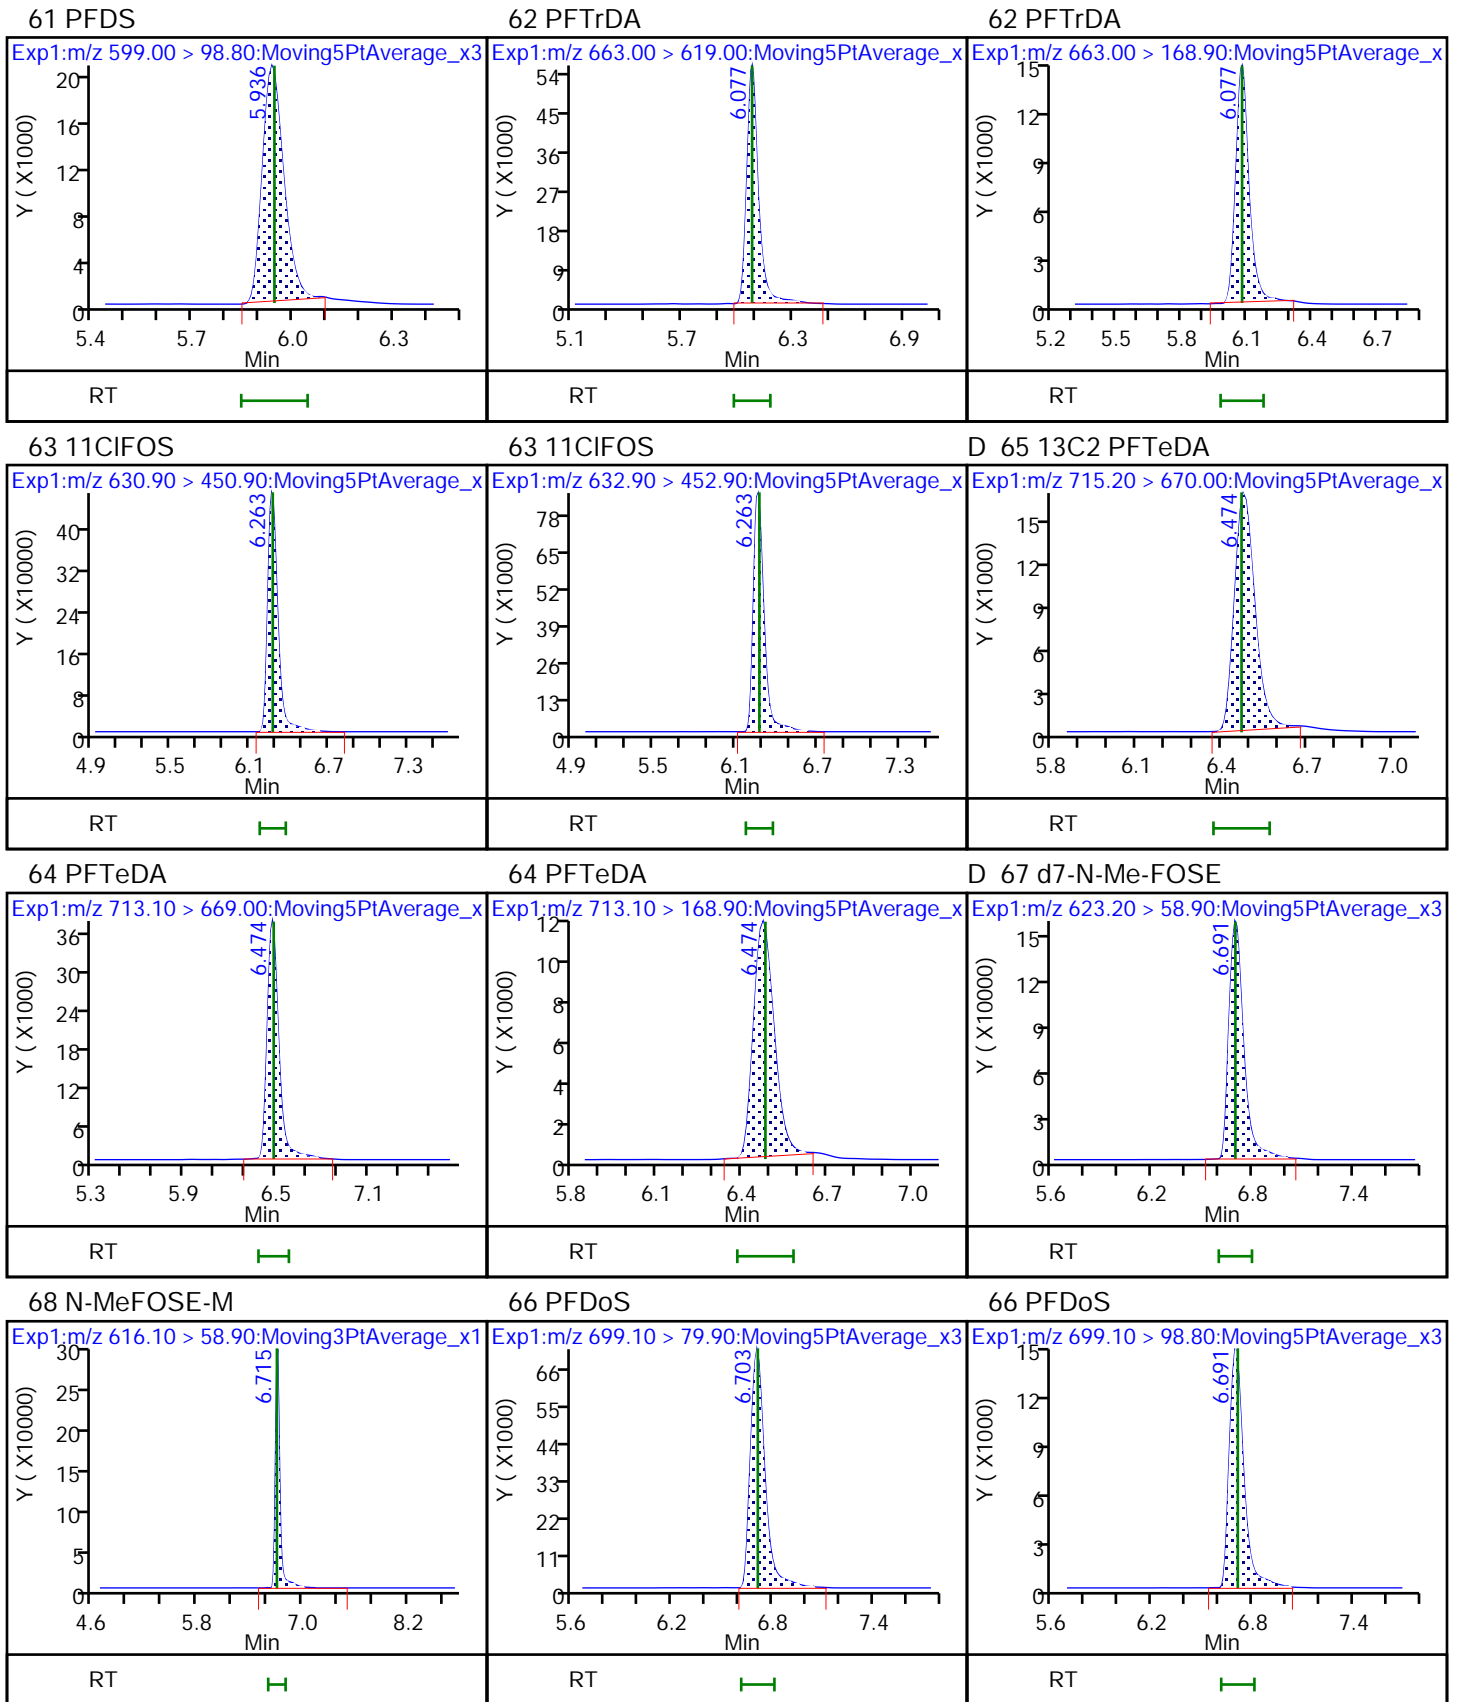 61 PFDS
Exp1:m/z 599.00 > 98.80:Moving5PtAverage_x3
Y ( X1000)
20
16
12
8
4
0
5.936
5.4 5.7 6.0 6.3
Min
RT
62 PFTrDA
Exp1:m/z 663.00 > 619.00:Moving5PtAverage_x
Y ( X1000)
54
45
36
27
18
9
0
6.077
5.1 5.7 6.3 6.9
Min
RT
62 PFTrDA
Exp1:m/z 663.00 > 168.90:Moving5PtAverage_x
Y ( X1000)
15
12
9
6
3
0
6.077
5.2 5.5 5.8 6.1 6.4 6.7
Min
RT
63 11ClFOS
Exp1:m/z 630.90 > 450.90:Moving5PtAverage_x
Y ( X10000)
40
32
24
16
8
0
6.263
4.9 5.5 6.1 6.7 7.3
Min
RT
63 11ClFOS
Exp1:m/z 632.90 > 452.90:Moving5PtAverage_x
Y ( X1000)
78
65
52
39
26
13
0
6.263
4.9 5.5 6.1 6.7 7.3
Min
RT
D 65 13C2 PFTeDA
Exp1:m/z 715.20 > 670.00:Moving5PtAverage_x
Y ( X1000)
15
12
9
6
3
0
6.474
5.8 6.1 6.4 6.7 7.0
Min
RT
64 PFTeDA
Exp1:m/z 713.10 > 669.00:Moving5PtAverage_x
Y ( X1000)
36
30
24
18
12
6
0
6.474
5.3 5.9 6.5 7.1
Min
RT
64 PFTeDA
Exp1:m/z 713.10 > 168.90:Moving5PtAverage_x
Y ( X1000)
12
10
8
6
4
2
0
6.474
5.8 6.1 6.4 6.7 7.0
Min
RT
D 67 d7-N-Me-FOSE
Exp1:m/z 623.20 > 58.90:Moving5PtAverage_x3
Y ( X10000)
15
12
9
6
3
0
6.691
5.6 6.2 6.8 7.4
Min
RT
68 N-MeFOSE-M
Exp1:m/z 616.10 > 58.90:Moving3PtAverage_x1
Y ( X10000)
30
25
20
15
10
5
0
6.715
4.6 5.8 7.0 8.2
Min
RT
66 PFDoS
Exp1:m/z 699.10 > 79.90:Moving5PtAverage_x3
Y ( X1000)
66
55
44
33
22
11
0
6.703
5.6 6.2 6.8 7.4
Min
RT
66 PFDoS
Exp1:m/z 699.10 > 98.80:Moving5PtAverage_x3
Y ( X1000)
15
12
9
6
3
0
6.691
5.6 6.2 6.8 7.4
Min
RT